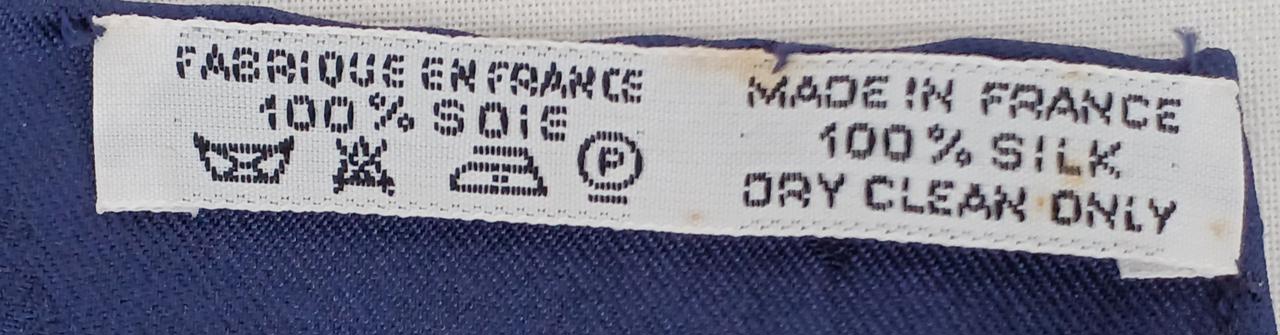 FABRIQUE EN FRANCE
100% SOIE
P
MADE IN FRANCE
100% SILK
DRY CLEAN ONLY